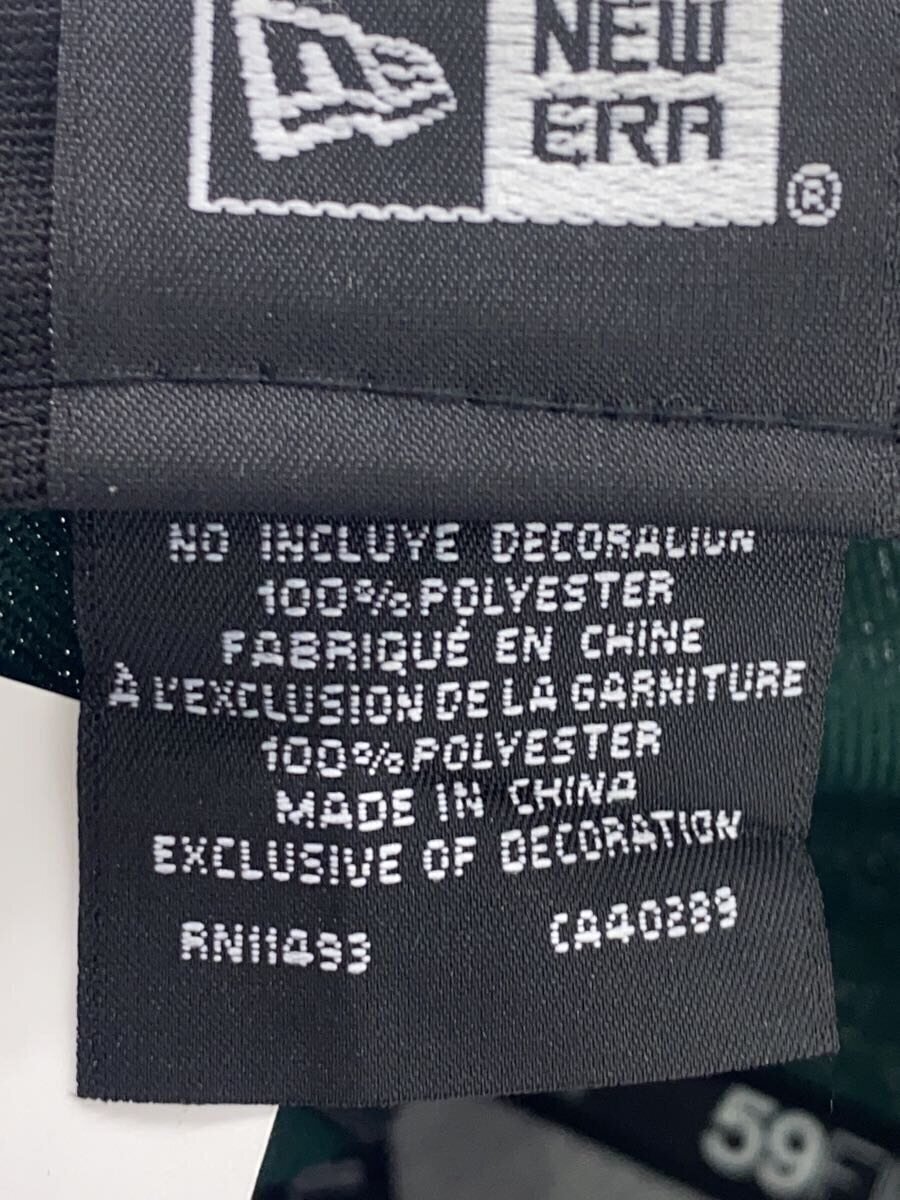 NEW
ERA
®
NO INCLUYE DECORACION
100% POLYESTER
FABRIQUÉ EN CHINE
À L'EXCLUSION DE LA GARNITURE
100% POLYESTER
MADE IN CHINA
EXCLUSIVE OF DECORATION
RN11493 CA40289
59